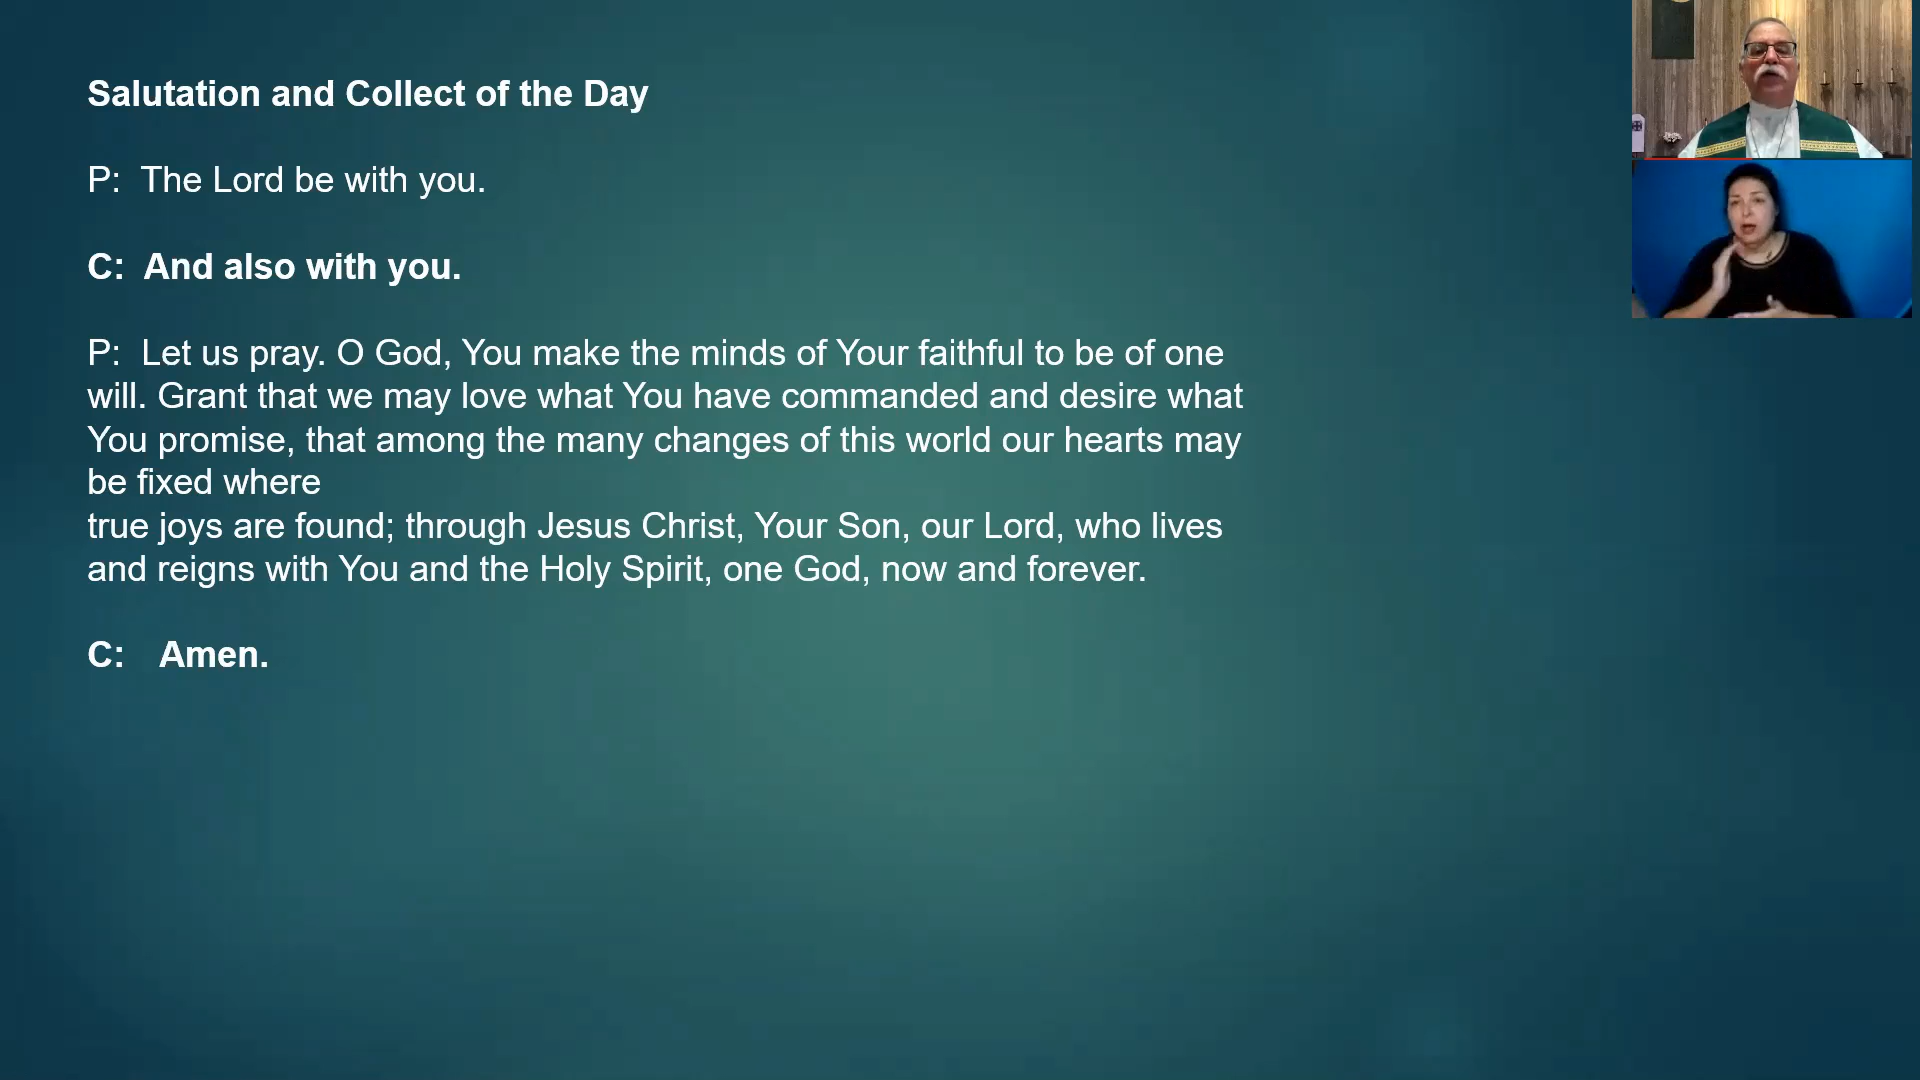 Salutation and Collect of the Day
P: The Lord be with you.
C: And also with you.
P: Let us pray. O God, You make the minds of Your faithful to be of one
will. Grant that we may love what You have commanded and desire what
You promise, that among the many changes of this world our hearts may
be fixed where
true joys are found; through Jesus Christ, Your Son, our Lord, who lives
and reigns with You and the Holy Spirit, one God, now and forever.
C: Amen.